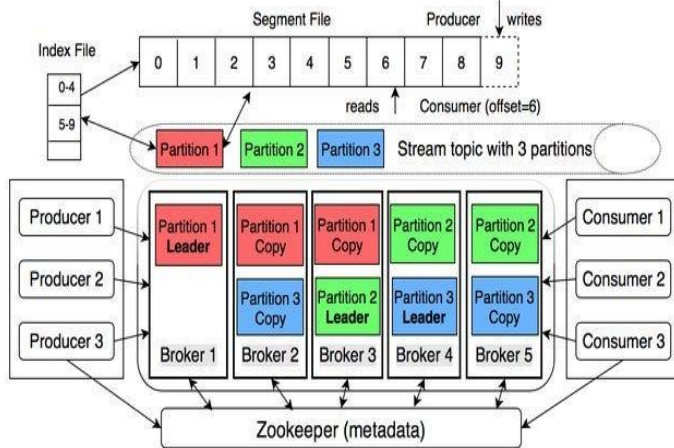 Segment File
Producer
writes
Index File
0 1 2 3 4 5 6 7 8 9
0-4
5-9
reads
Consumer (offset=6)
Partition 1
Partition 2
Partition 3
Stream topic with 3 partitions
Producer 1
Producer 2
Producer 3
Partition 1
Leader
Broker 1
Partition 1
Copy
Partition 3
Copy
Broker 2
Partition 1
Copy
Partition 2
Leader
Broker 3
Partition 2
Copy
Partition 3
Leader
Broker 4
Partition 2
Copy
Partition 3
Copy
Broker 5
Consumer 1
Consumer 2
Consumer 3
Zookeeper (metadata)